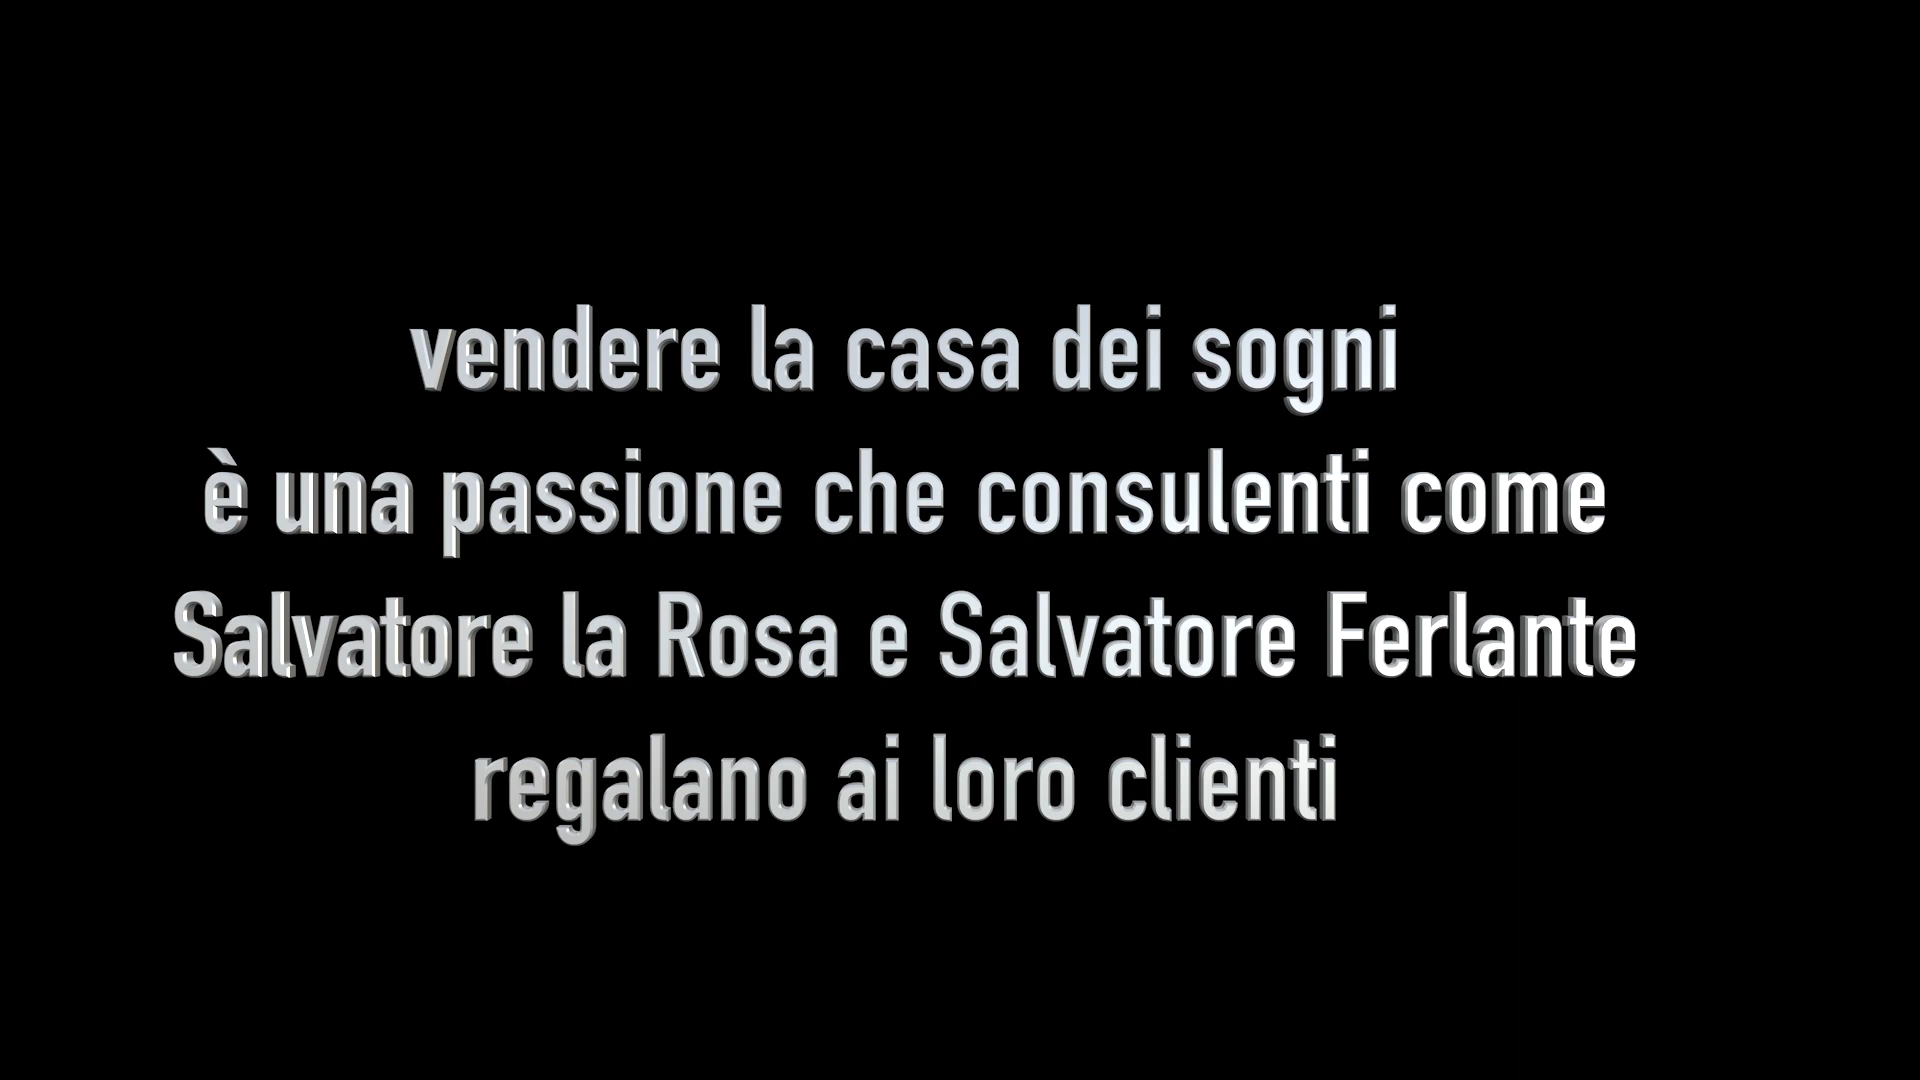 vendere la casa dei sogni
è una passione che consulenti come
Salvatore la Rosa e Salvatore Ferlante
regalano ai loro clienti